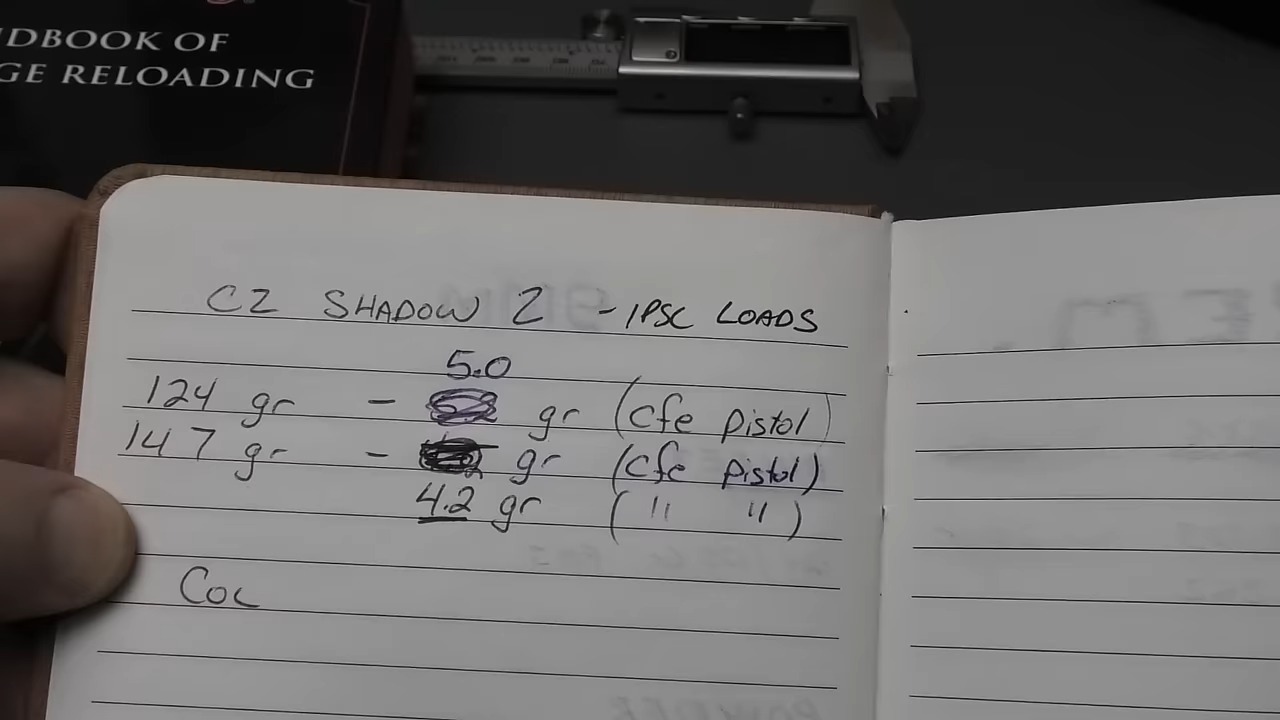 DBOOK OF
GE RELOADING
CZ SHADOW 2 - IPSC LOADS
5.0
124 gr - gr (cfe pistol)
147 gr - gr (cfe pistol)
4.2 gr ( " " )
COL